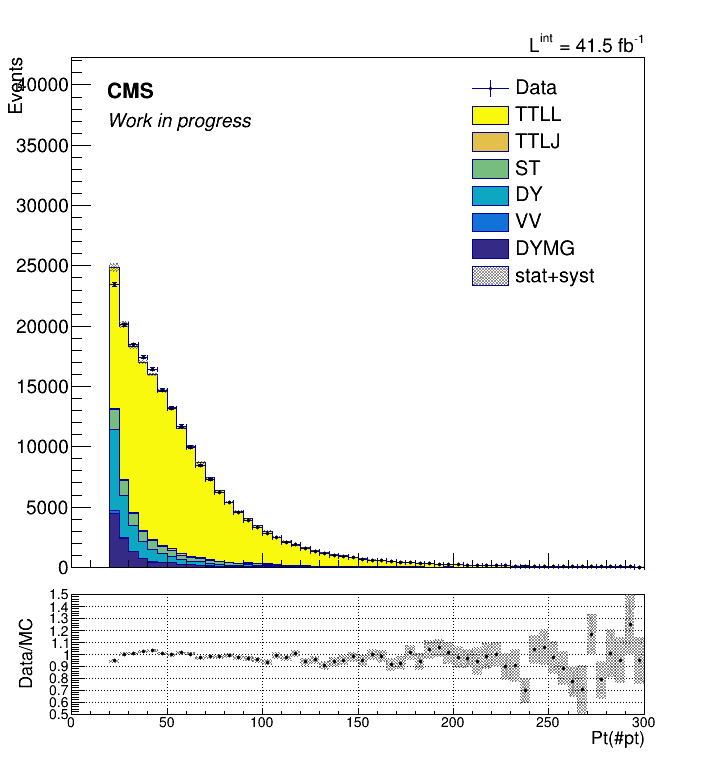 L^int = 41.5 fb^-1
Events
40000
35000
30000
25000
20000
15000
10000
5000
0
CMS
Work in progress
Data
TTLL
TTLJ
ST
DY
VV
DYMG
stat+syst
Data/MC
1.5
1.4
1.3
1.2
1.1
1
0.9
0.8
0.7
0.6
0.5
0 50 100 150 200 250 300
Pt(#pt)